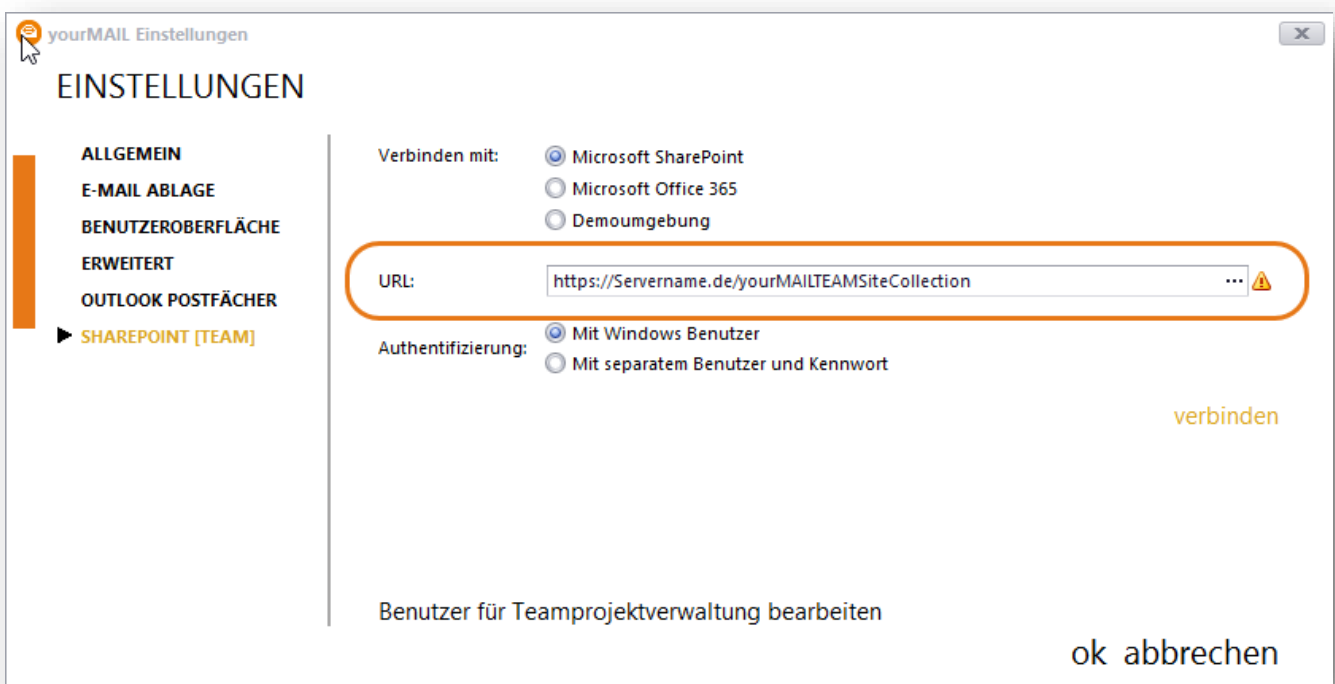 yourMAIL Einstellungen
EINSTELLUNGEN
ALLGEMEIN
E-MAIL ABLAGE
BENUTZEROBERFLÄCHE
ERWEITERT
OUTLOOK POSTFÄCHER
SHAREPOINT [TEAM]
Verbinden mit:
Microsoft SharePoint
Microsoft Office 365
Demoumgebung
URL:
https://Servername.de/yourMAILTEAMSiteCollection ...
Authentifizierung:
Mit Windows Benutzer
Mit separatem Benutzer und Kennwort
verbinden
Benutzer für Teamprojektverwaltung bearbeiten
ok abbrechen